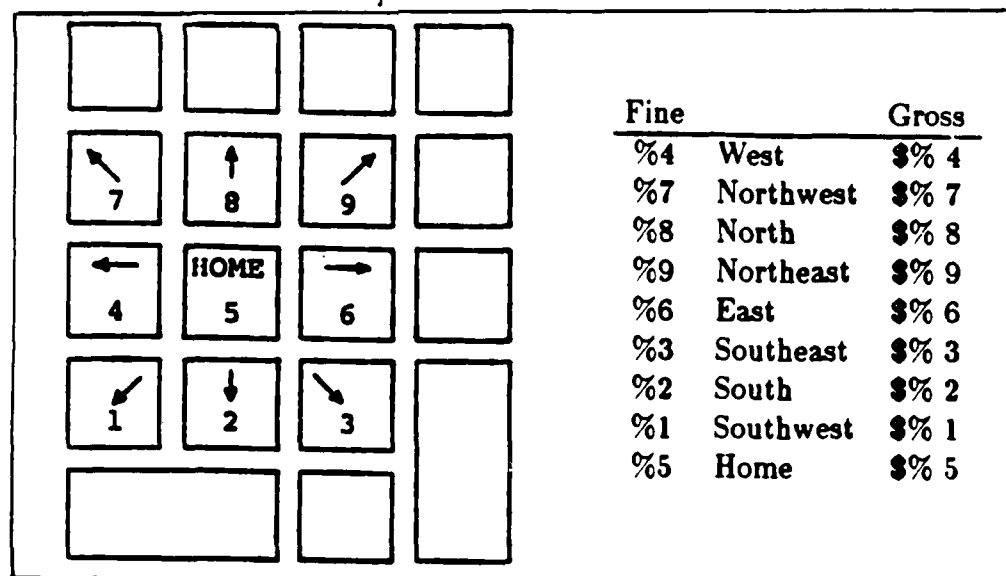 7 8 9
HOME
4 5 6
1 2 3
Fine Gross
%4 West $% 4
%7 Northwest $% 7
%8 North $% 8
%9 Northeast $% 9
%6 East $% 6
%3 Southeast $% 3
%2 South $% 2
%1 Southwest $% 1
%5 Home $% 5